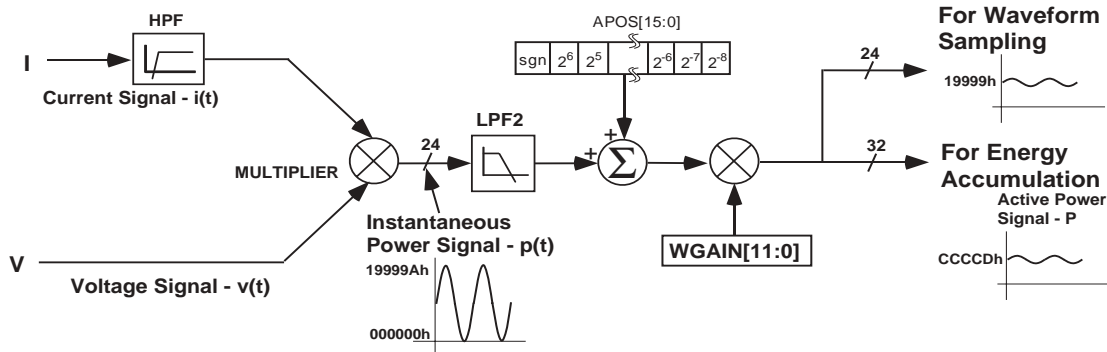 HPF
I
Current Signal - i(t)
MULTIPLIER
V
Voltage Signal - v(t)
24
Instantaneous
Power Signal - p(t)
19999Ah
000000h
LPF2
APOS[15:0]
sgn 2^6 2^5 2^-6 2^-7 2^-8
+
+
Σ
WGAIN[11:0]
24
32
For Waveform
Sampling
19999h
For Energy
Accumulation
Active Power
Signal - P
CCCCDh